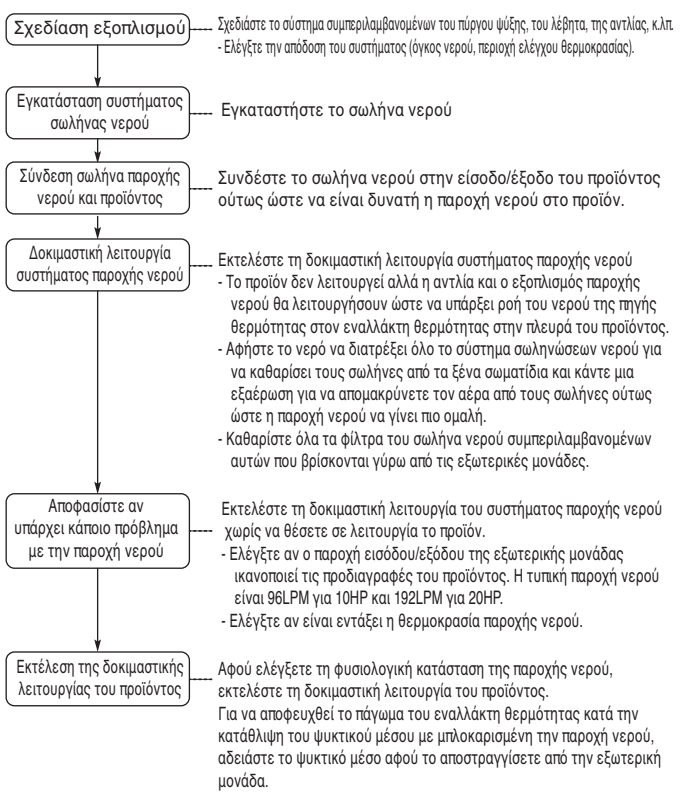 Σχεδίαση εξοπλισμού
Σχεδιάστε το σύστημα συμπεριλαμβανομένων του πύργου ψύξης, του λέβητα, της αντλίας, κ.λπ.
- Ελέγξτε την απόδοση του συστήματος (όγκος νερού, περιοχή ελέγχου θερμοκρασίας).
Εγκατάσταση συστήματος
σωλήνας νερού
Εγκαταστήστε το σωλήνα νερού
Σύνδεση σωλήνα παροχής
νερού και προϊόντος
Συνδέστε το σωλήνα νερού στην είσοδο/έξοδο του προϊόντος
ούτως ώστε να είναι δυνατή η παροχή νερού στο προϊόν.
Δοκιμαστική λειτουργία
συστήματος παροχής νερού
Εκτελέστε τη δοκιμαστική λειτουργία συστήματος παροχής νερού
- Το προϊόν δεν λειτουργεί αλλά η αντλία και ο εξοπλισμός παροχής
νερού θα λειτουργήσουν ώστε να υπάρξει ροή του νερού της πηγής
θερμότητας στον εναλλάκτη θερμότητας στην πλευρά του προϊόντος.
- Αφήστε το νερό να διατρέξει όλο το σύστημα σωληνώσεων νερού για
να καθαρίσει τους σωλήνες από τα ξένα σωματίδια και κάντε μια
εξαέρωση για να απομακρύνετε τον αέρα από τους σωλήνες ούτως
ώστε η παροχή νερού να γίνει πιο ομαλή.
- Καθαρίστε όλα τα φίλτρα του σωλήνα νερού συμπεριλαμβανομένων
αυτών που βρίσκονται γύρω από τις εξωτερικές μονάδες.
Αποφασίστε αν
υπάρχει κάποιο πρόβλημα
με την παροχή νερού
Εκτελέστε τη δοκιμαστική λειτουργία του συστήματος παροχής νερού
χωρίς να θέσετε σε λειτουργία το προϊόν.
- Ελέγξτε αν ο παροχή εισόδου/εξόδου της εξωτερικής μονάδας
ικανοποιεί τις προδιαγραφές του προϊόντος. Η τυπική παροχή νερού
είναι 96LPM για 10HP και 192LPM για 20HP.
- Ελέγξτε αν είναι εντάξει η θερμοκρασία παροχής νερού.
Εκτέλεση της δοκιμαστικής
λειτουργίας του προϊόντος
Αφού ελέγξετε τη φυσιολογική κατάσταση της παροχής νερού,
εκτελέστε τη δοκιμαστική λειτουργία του προϊόντος.
Για να αποφευχθεί το πάγωμα του εναλλάκτη θερμότητας κατά την
κατάθλιψη του ψυκτικού μέσου με μπλοκαρισμένη την παροχή νερού,
αδειάστε το ψυκτικό μέσο αφού το αποστραγγίσετε από την εξωτερική
μονάδα.